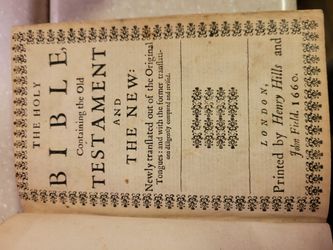 THE HOLY
BIBLE,
Containing the Old
TESTAMENT
AND
THE NEW:
Newly translated out of the Original
Tongues: and with the former translati-
ons diligently compared and revised.
LONDON,
Printed by Henry Hills and
John Field. 1660.